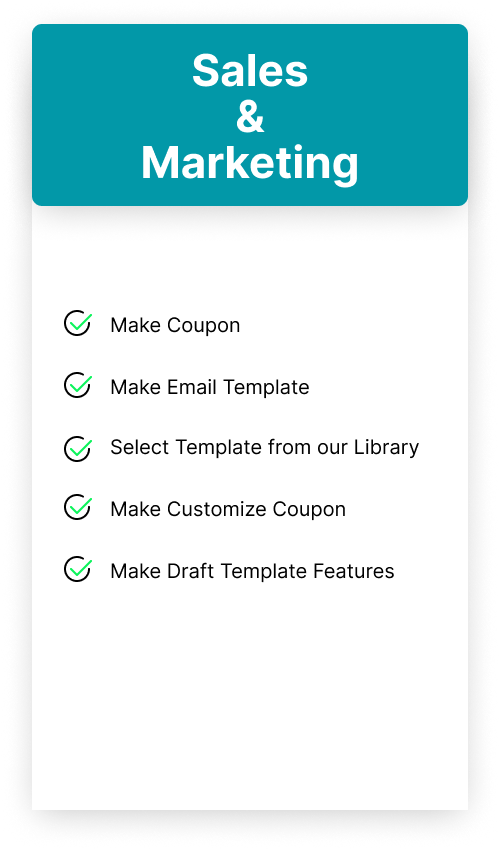 Sales
&
Marketing
Make Coupon
Make Email Template
Select Template from our Library
Make Customize Coupon
Make Draft Template Features